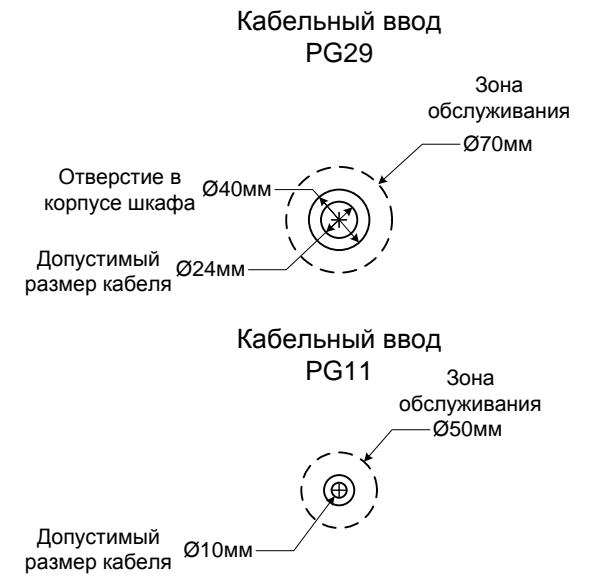 Кабельный ввод
PG29
Зона
обслуживания
Ø70мм
Отверстие в
корпусе шкафа
Ø40мм
Допустимый
размер кабеля
Ø24мм
Кабельный ввод
PG11
Зона
обслуживания
Ø50мм
Допустимый
размер кабеля
Ø10мм